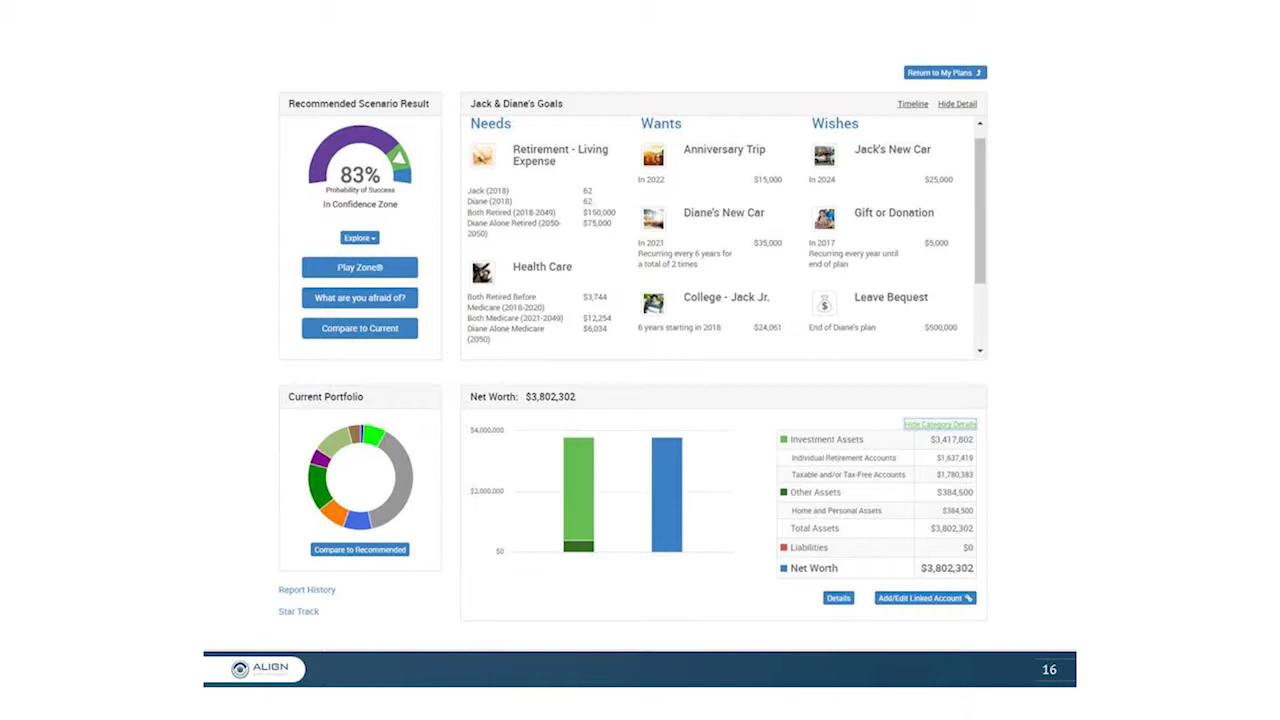 Return to My Plans
Recommended Scenario Result
83%
Probability of Success
In Confidence Zone
Explore
Play Zone®
What are you afraid of?
Compare to Current
Jack & Diane's Goals
Timeline Hide Detail
Needs
Retirement - Living
Expense
Jack (2018) 62
Diane (2018) 62
Both Retired (2018-2049) $150,000
Diane Alone Retired (2050- $75,000
2050)
Health Care
Both Retired Before $3,744
Medicare (2018-2020)
Both Medicare (2021-2049) $12,254
Diane Alone Medicare $6,034
(2050)
Wants
Anniversary Trip
In 2022 $15,000
Diane's New Car
In 2021 $35,000
Recurring every 6 years for
a total of 2 times
College - Jack Jr.
6 years starting in 2018 $24,061
Wishes
Jack's New Car
In 2024 $25,000
Gift or Donation
In 2017 $5,000
Recurring every year until
end of plan
Leave Bequest
End of Diane's plan $500,000
Current Portfolio
Compare to Recommended
Report History
Star Track
Net Worth: $3,802,302
$4,000,000
$2,000,000
$0
Hide Category Details
Investment Assets $3,417,802
Individual Retirement Accounts $1,637,419
Taxable and/or Tax-Free Accounts $1,780,383
Other Assets $384,500
Home and Personal Assets $384,500
Total Assets $3,802,302
Liabilities $0
Net Worth $3,802,302
Details
Add/Edit Linked Account
ALIGN
16